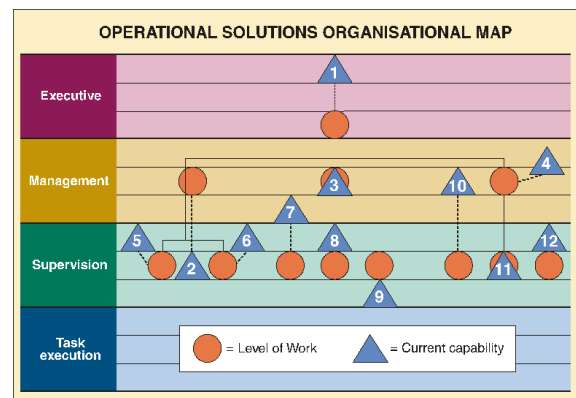 OPERATIONAL SOLUTIONS ORGANISATIONAL MAP
Executive
1
Management
3
4
10
7
Supervision
5
2
6
8
9
11
12
Task
execution
= Level of Work
= Current capability